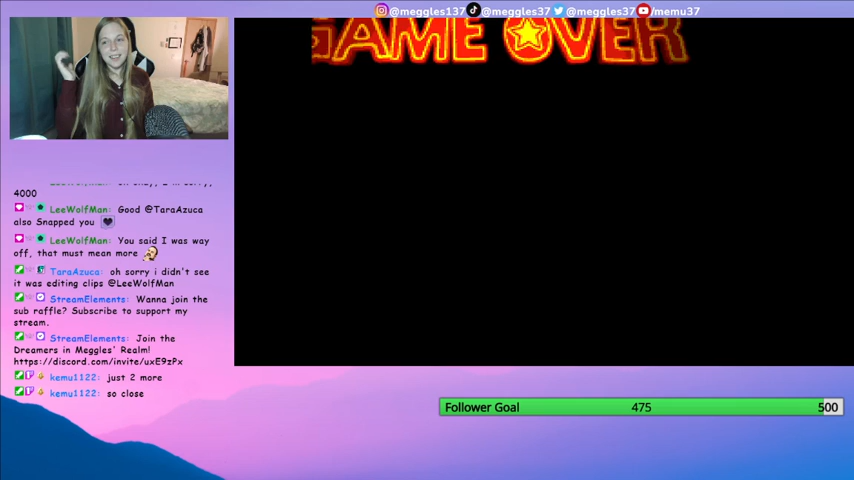 @meggles137 @meggles37 @meggles37 /memu37
GAME OVER
4000
LeeWolfMan: Good @TaraAzuca
also Snapped you
LeeWolfMan: You said I was way
off, that must mean more
TaraAzuca: oh sorry i didn't see
it was editing clips @LeeWolfMan
StreamElements: Wanna join the
sub raffle? Subscribe to support my
stream.
StreamElements: Join the
Dreamers in Meggles' Realm!
https://discord.com/invite/uxE9zPx
kemu1122: just 2 more
kemu1122: so close
Follower Goal 475 500